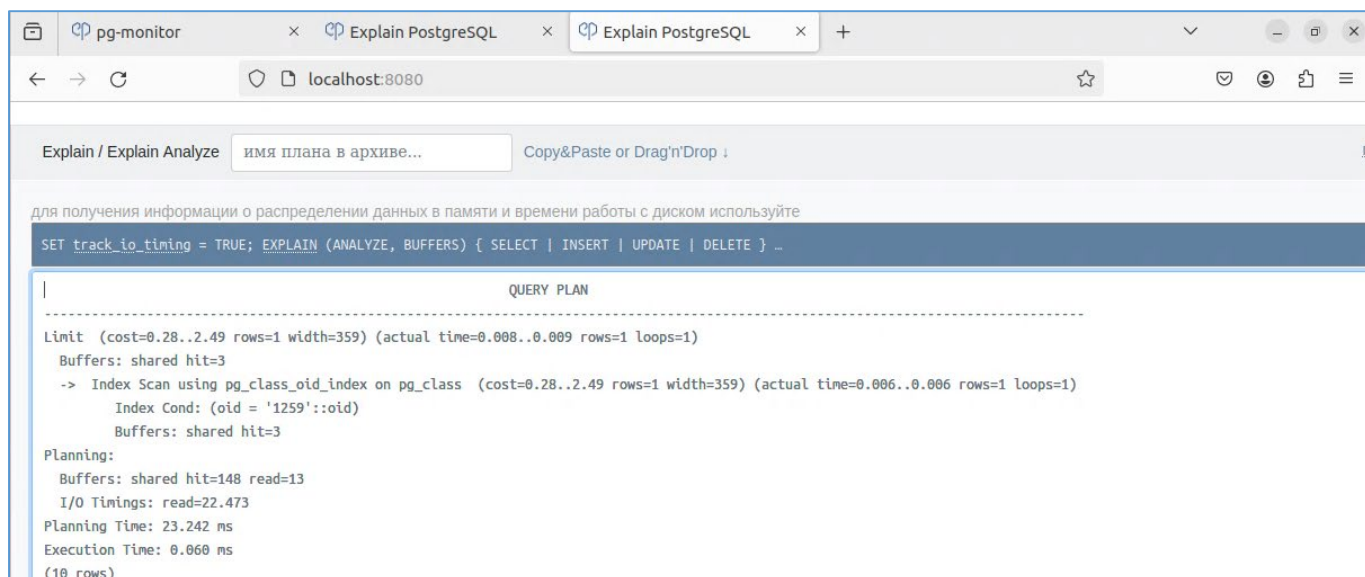 pg-monitor
Explain PostgreSQL
Explain PostgreSQL
localhost:8080
Explain / Explain Analyze имя плана в архиве... Copy&Paste or Drag'n'Drop ↓
для получения информации о распределении данных в памяти и времени работы с диском используйте
SET track_io_timing = TRUE; EXPLAIN (ANALYZE, BUFFERS) { SELECT | INSERT | UPDATE | DELETE } …
QUERY PLAN
----------------------------------------------------------------------------------------------------------------------------------
Limit  (cost=0.28..2.49 rows=1 width=359) (actual time=0.008..0.009 rows=1 loops=1)
  Buffers: shared hit=3
  ->  Index Scan using pg_class_oid_index on pg_class  (cost=0.28..2.49 rows=1 width=359) (actual time=0.006..0.006 rows=1 loops=1)
        Index Cond: (oid = '1259'::oid)
        Buffers: shared hit=3
Planning:
  Buffers: shared hit=148 read=13
  I/O Timings: read=22.473
Planning Time: 23.242 ms
Execution Time: 0.060 ms
(10 rows)